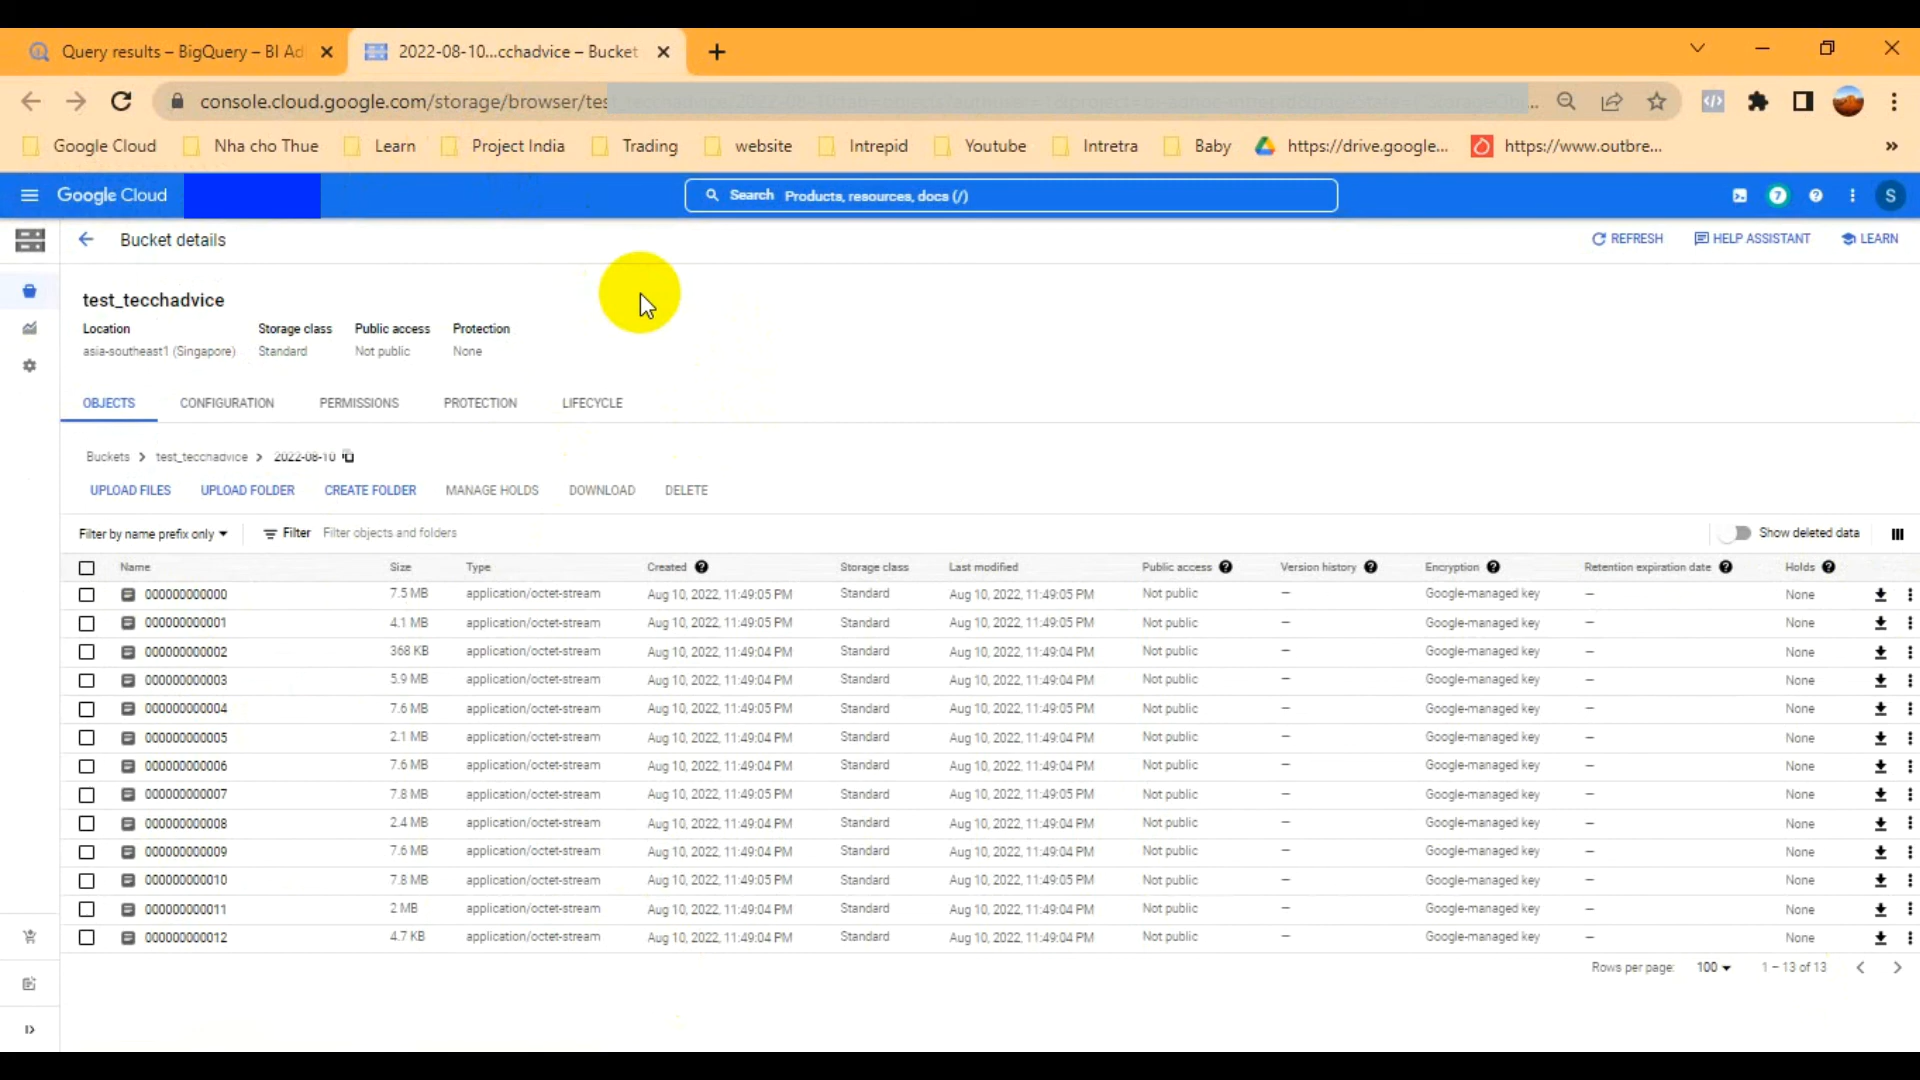 Query results – BigQuery – BI Ad
2022-08-10...cchadvice – Bucket
console.cloud.google.com/storage/browser/tes
Google Cloud Nha cho Thue Learn Project India Trading website Intrepid Youtube Intretra Baby https://drive.google... https://www.outbre... »
Google Cloud Search Products, resources, docs (/) 7 S
Bucket details REFRESH HELP ASSISTANT LEARN
test_tecchadvice
Location Storage class Public access Protection
asia-southeast1 (Singapore) Standard Not public None
OBJECTS CONFIGURATION PERMISSIONS PROTECTION LIFECYCLE
Buckets > test_tecchadvice > 2022-08-10
UPLOAD FILES UPLOAD FOLDER CREATE FOLDER MANAGE HOLDS DOWNLOAD DELETE
Filter by name prefix only Filter Filter objects and folders Show deleted data
Name Size Type Created Storage class Last modified Public access Version history Encryption Retention expiration date Holds
000000000000 7.5 MB application/octet-stream Aug 10, 2022, 11:49:05 PM Standard Aug 10, 2022, 11:49:05 PM Not public — Google-managed key — None
000000000001 4.1 MB application/octet-stream Aug 10, 2022, 11:49:05 PM Standard Aug 10, 2022, 11:49:05 PM Not public — Google-managed key — None
000000000002 368 KB application/octet-stream Aug 10, 2022, 11:49:04 PM Standard Aug 10, 2022, 11:49:04 PM Not public — Google-managed key — None
000000000003 5.9 MB application/octet-stream Aug 10, 2022, 11:49:04 PM Standard Aug 10, 2022, 11:49:04 PM Not public — Google-managed key — None
000000000004 7.6 MB application/octet-stream Aug 10, 2022, 11:49:05 PM Standard Aug 10, 2022, 11:49:05 PM Not public — Google-managed key — None
000000000005 2.1 MB application/octet-stream Aug 10, 2022, 11:49:04 PM Standard Aug 10, 2022, 11:49:04 PM Not public — Google-managed key — None
000000000006 7.6 MB application/octet-stream Aug 10, 2022, 11:49:04 PM Standard Aug 10, 2022, 11:49:04 PM Not public — Google-managed key — None
000000000007 7.8 MB application/octet-stream Aug 10, 2022, 11:49:05 PM Standard Aug 10, 2022, 11:49:05 PM Not public — Google-managed key — None
000000000008 2.4 MB application/octet-stream Aug 10, 2022, 11:49:04 PM Standard Aug 10, 2022, 11:49:04 PM Not public — Google-managed key — None
000000000009 7.6 MB application/octet-stream Aug 10, 2022, 11:49:04 PM Standard Aug 10, 2022, 11:49:04 PM Not public — Google-managed key — None
000000000010 7.8 MB application/octet-stream Aug 10, 2022, 11:49:05 PM Standard Aug 10, 2022, 11:49:05 PM Not public — Google-managed key — None
000000000011 2 MB application/octet-stream Aug 10, 2022, 11:49:04 PM Standard Aug 10, 2022, 11:49:04 PM Not public — Google-managed key — None
000000000012 4.7 KB application/octet-stream Aug 10, 2022, 11:49:04 PM Standard Aug 10, 2022, 11:49:04 PM Not public — Google-managed key — None
Rows per page: 100 1 – 13 of 13